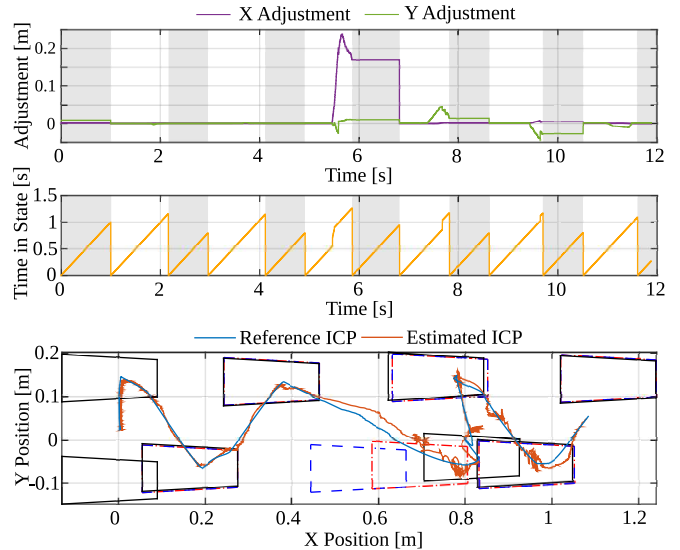 X Adjustment Y Adjustment
Adjustment [m]
0.2
0.1
0
0 2 4 6 8 10 12
Time [s]
Time in State [s]
1.5
1
0.5
0
0 2 4 6 8 10 12
Time [s]
Reference ICP Estimated ICP
Y Position [m]
0.2
0.1
0
-0.1
0 0.2 0.4 0.6 0.8 1 1.2
X Position [m]